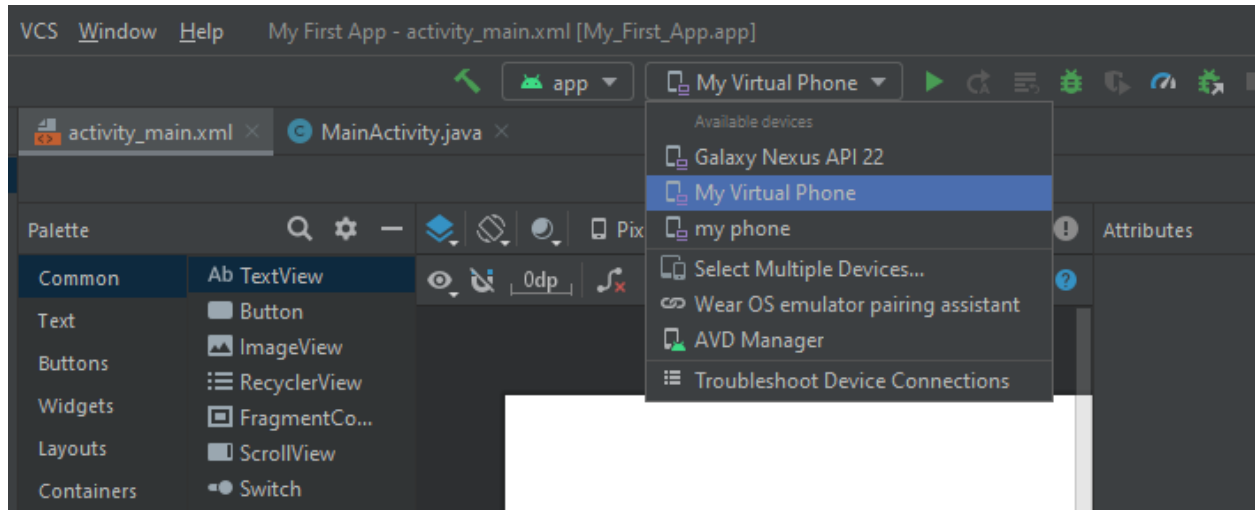 VCS Window Help My First App - activity_main.xml [My_First_App.app]
app My Virtual Phone
activity_main.xml MainActivity.java
Available devices
Galaxy Nexus API 22
My Virtual Phone
my phone
Select Multiple Devices...
Wear OS emulator pairing assistant
AVD Manager
Troubleshoot Device Connections
Palette
Pix
Attributes
Common
Text
Buttons
Widgets
Layouts
Containers
Ab TextView
Button
ImageView
RecyclerView
FragmentCo...
ScrollView
Switch
0dp